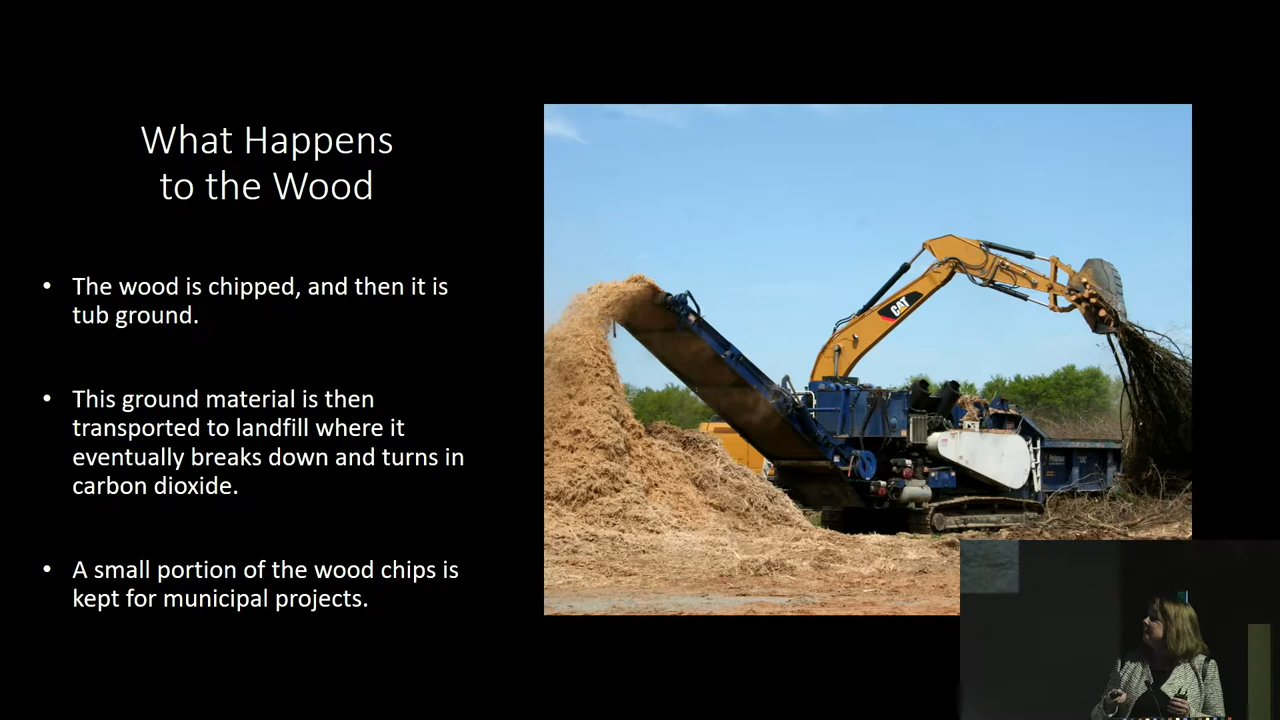 What Happens
to the Wood
• The wood is chipped, and then it is
tub ground.
• This ground material is then
transported to landfill where it
eventually breaks down and turns in
carbon dioxide.
• A small portion of the wood chips is
kept for municipal projects.
CAT